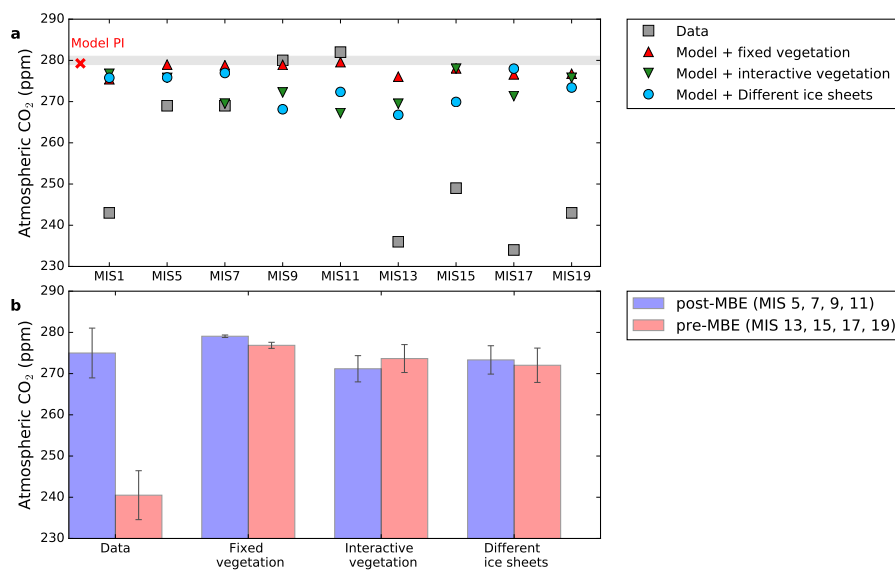 a
290
280
270
260
250
240
230
Atmospheric CO₂ (ppm)
Model PI
MIS1 MIS5 MIS7 MIS9 MIS11 MIS13 MIS15 MIS17 MIS19
Data
Model + fixed vegetation
Model + interactive vegetation
Model + Different ice sheets
b
290
280
270
260
250
240
230
Atmospheric CO₂ (ppm)
Data Fixed Interactive Different
vegetation vegetation ice sheets
post-MBE (MIS 5, 7, 9, 11)
pre-MBE (MIS 13, 15, 17, 19)